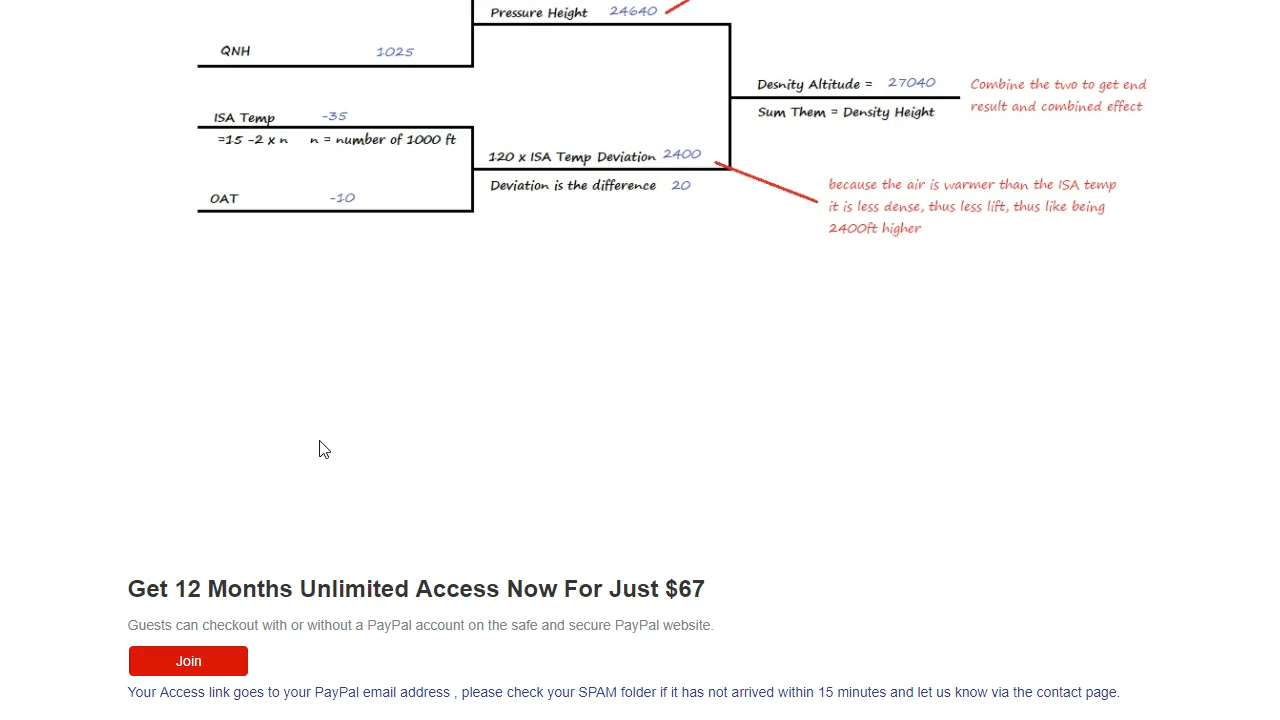 Pressure Height 24640
QNH 1025
Desnity Altitude = 27040
Combine the two to get end
result and combined effect
Sum Them = Density Height
ISA Temp -35
=15 -2 x n n = number of 1000 ft
120 x ISA Temp Deviation 2400
Deviation is the difference 20
OAT -10
because the air is warmer than the ISA temp
it is less dense, thus less lift, thus like being
2400ft higher
Get 12 Months Unlimited Access Now For Just $67
Guests can checkout with or without a PayPal account on the safe and secure PayPal website.
Join
Your Access link goes to your PayPal email address , please check your SPAM folder if it has not arrived within 15 minutes and let us know via the contact page.